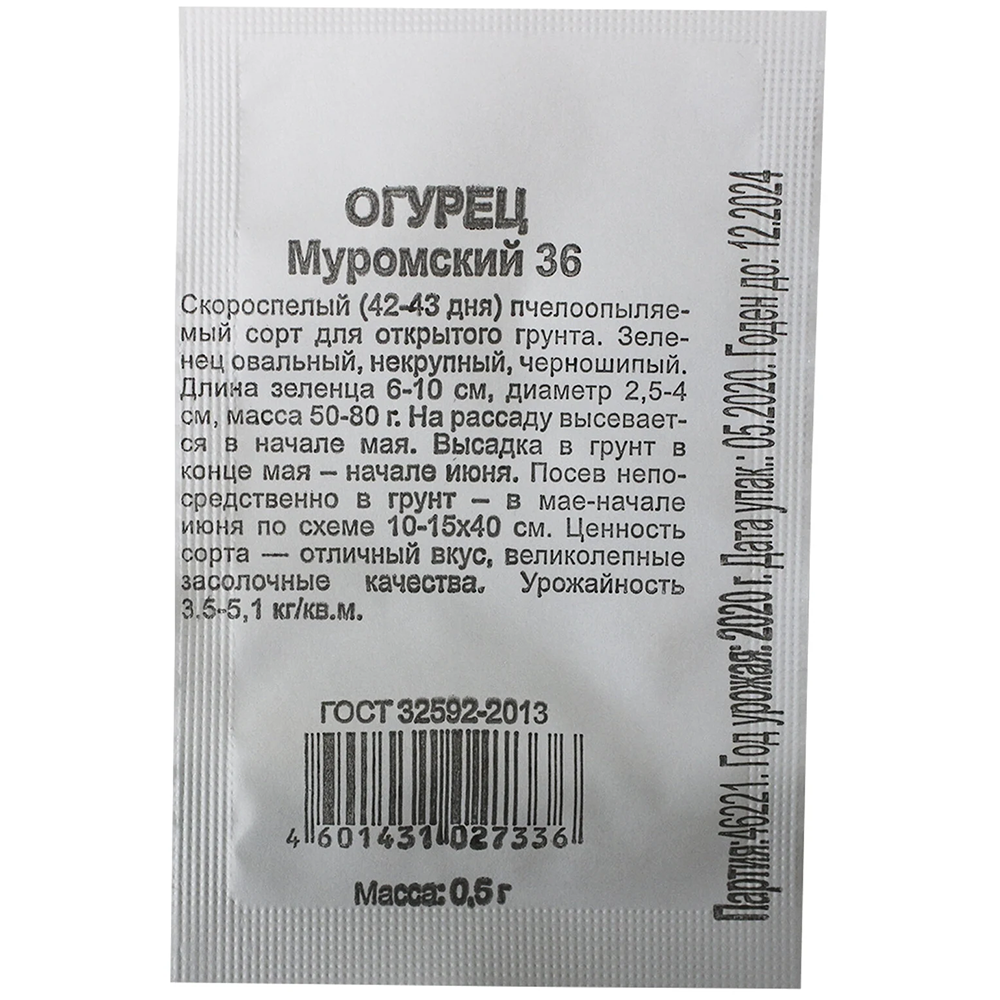 ОГУРЕЦ
Муромский 36
Скороспелый (42-43 дня) пчелоопыляе-
мый сорт для открытого грунта. Зеле-
нец овальный, некрупный, черношипый.
Длина зеленца 6-10 см, диаметр 2,5-4
см, масса 50-80 г. На рассаду высевает-
ся в начале мая. Высадка в грунт в
конце мая – начале июня. Посев непо-
средственно в грунт – в мае-начале
июня по схеме 10-15х40 см. Ценность
сорта — отличный вкус, великолепные
засолочные качества. Урожайность
3.5-5,1 кг/кв.м.
ГОСТ 32592-2013
4 601431 027336
Масса: 0,5 г
Партия:46221. Год урожая: 2020 г. Дата упак.: 05.2020. Годен до: 12.2024